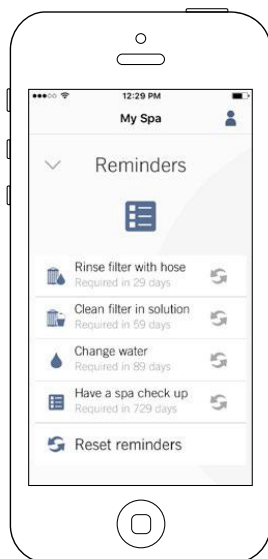 12:29 PM
My Spa
Reminders
Rinse filter with hose
Required in 29 days
Clean filter in solution
Required in 59 days
Change water
Required in 89 days
Have a spa check up
Required in 729 days
Reset reminders